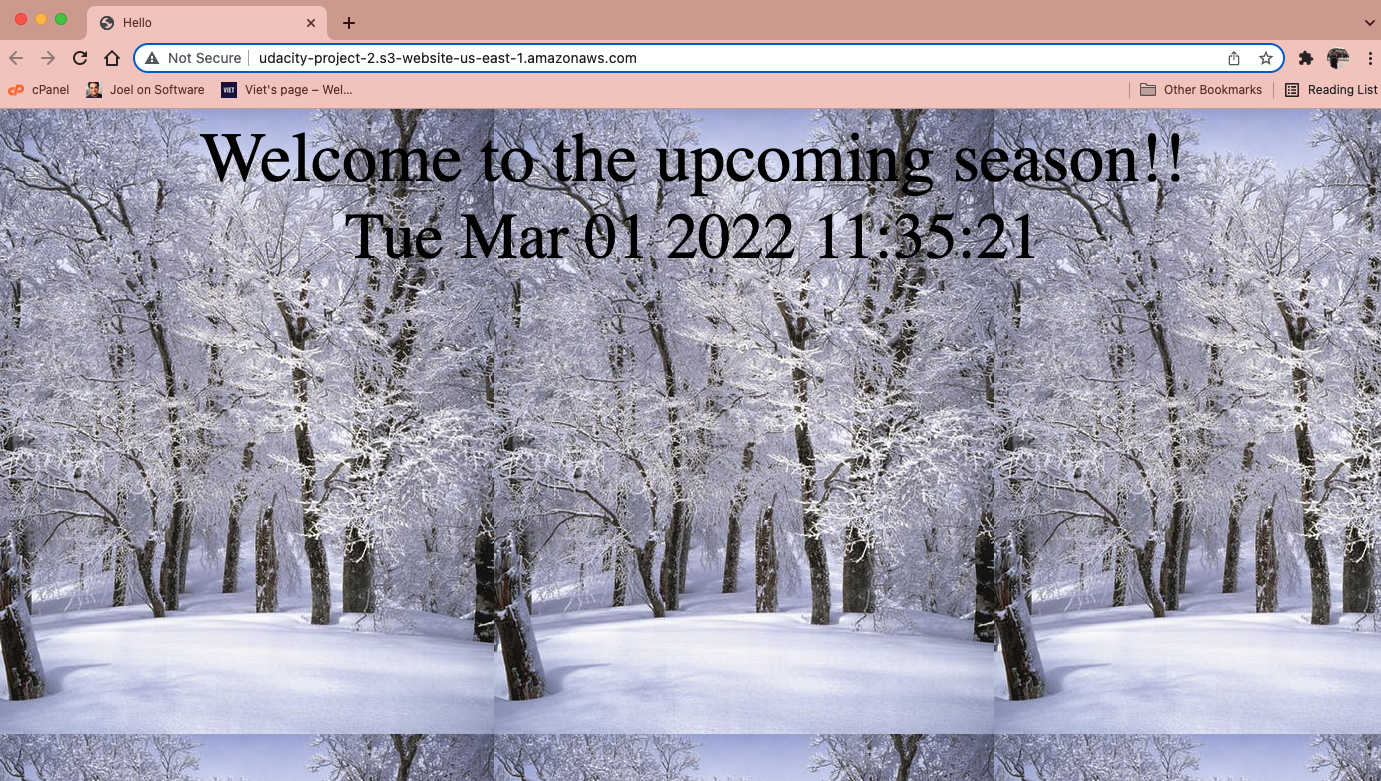 Hello
Not Secure udacity-project-2.s3-website-us-east-1.amazonaws.com
cPanel Joel on Software VIET Viet's page – Wel... Other Bookmarks Reading List
Welcome to the upcoming season!!
Tue Mar 01 2022 11:35:21